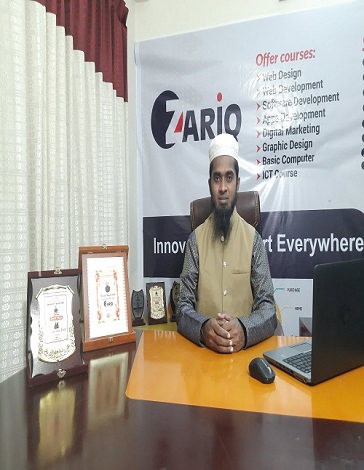 Offer courses:
Web Design
Web Development
Software Development
Apps Development
Digital Marketing
Graphic Design
Basic Computer
ICT Course
ZARIQ
Innov
rt Everywhere